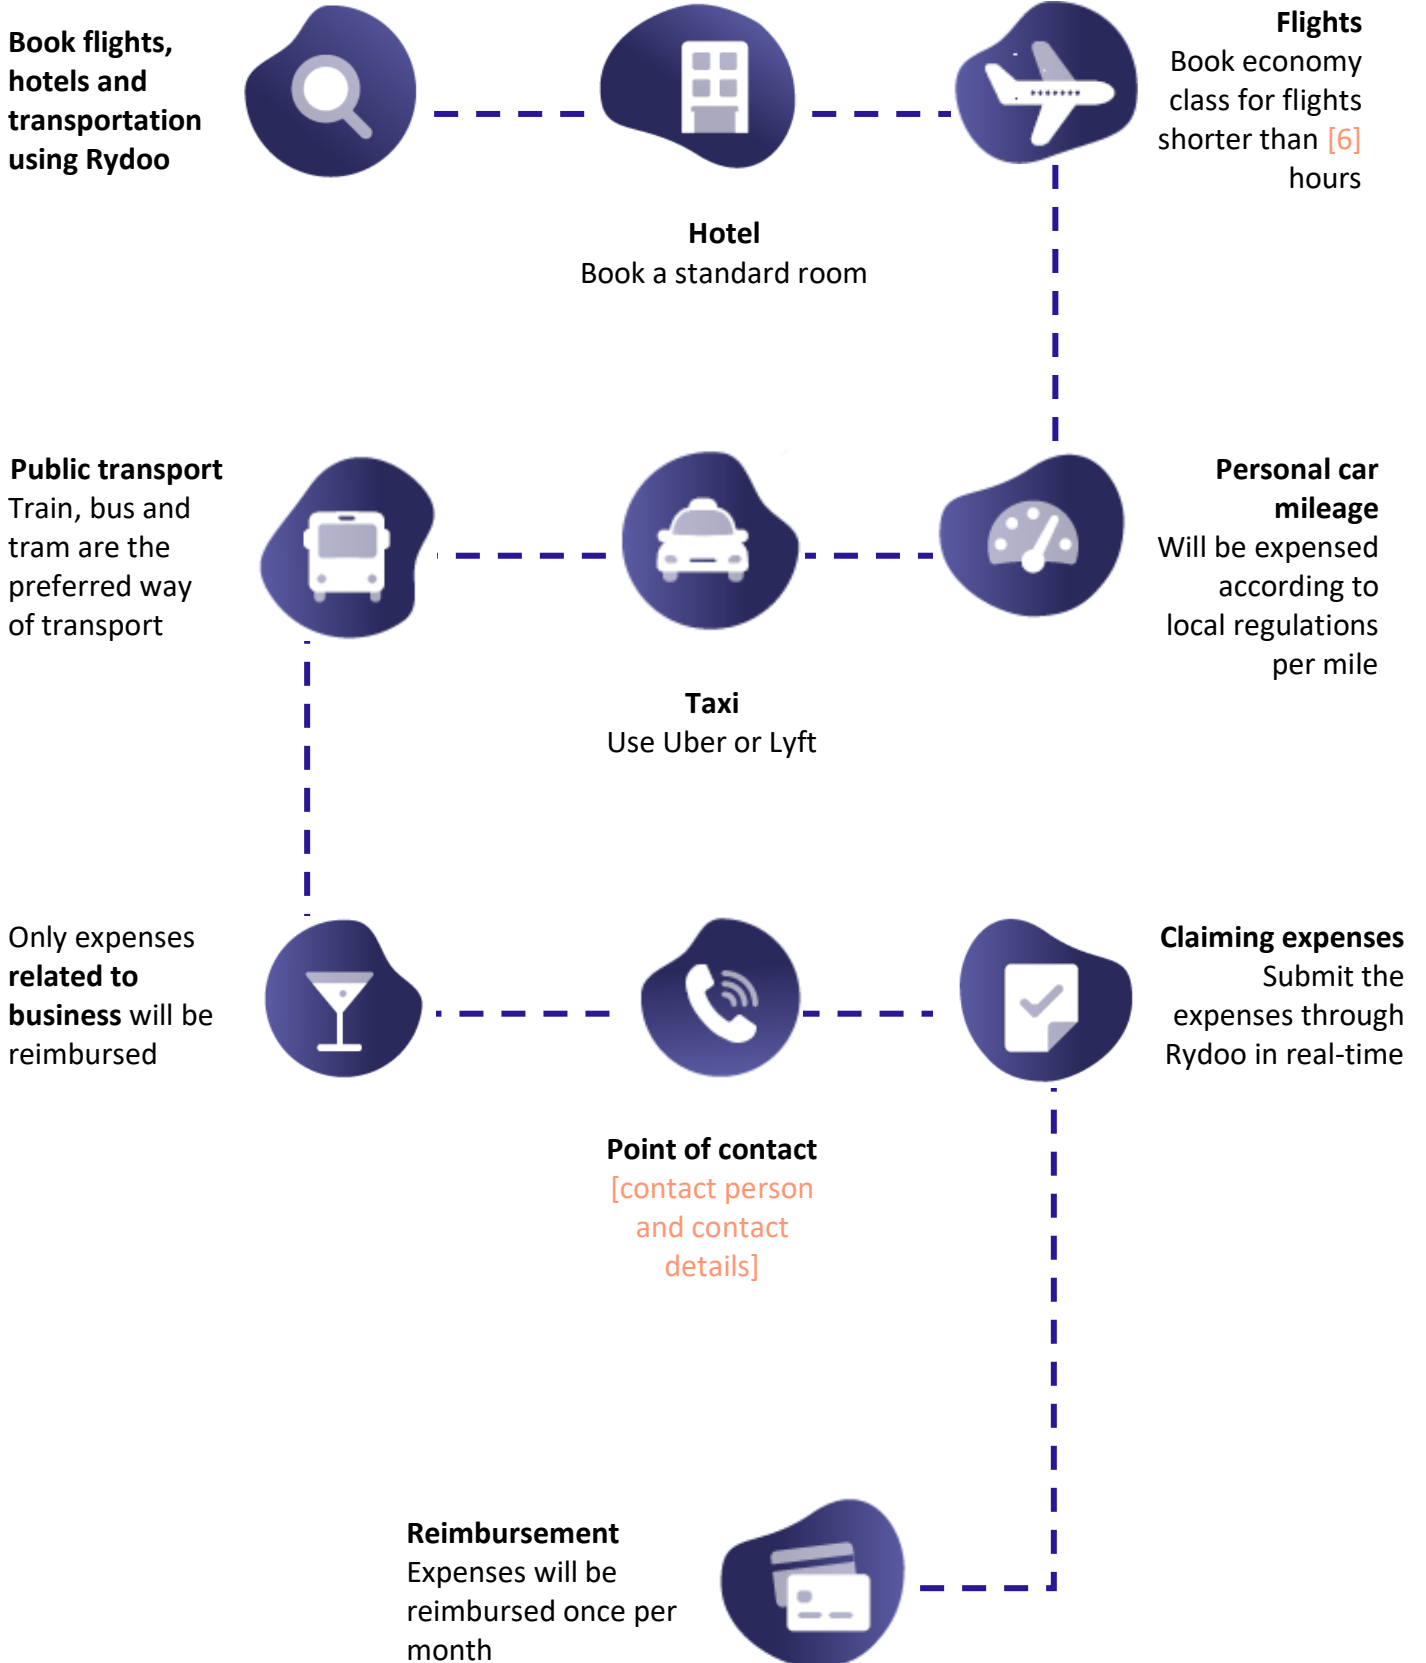 Book flights,
hotels and
transportation
using Rydoo
Hotel
Book a standard room
Flights
Book economy
class for flights
shorter than [6]
hours
Personal car
mileage
Will be expensed
according to
local regulations
per mile
Taxi
Use Uber or Lyft
Public transport
Train, bus and
tram are the
preferred way
of transport
Only expenses
related to
business will be
reimbursed
Point of contact
[contact person
and contact
details]
Claiming expenses
Submit the
expenses through
Rydoo in real-time
Reimbursement
Expenses will be
reimbursed once per
month